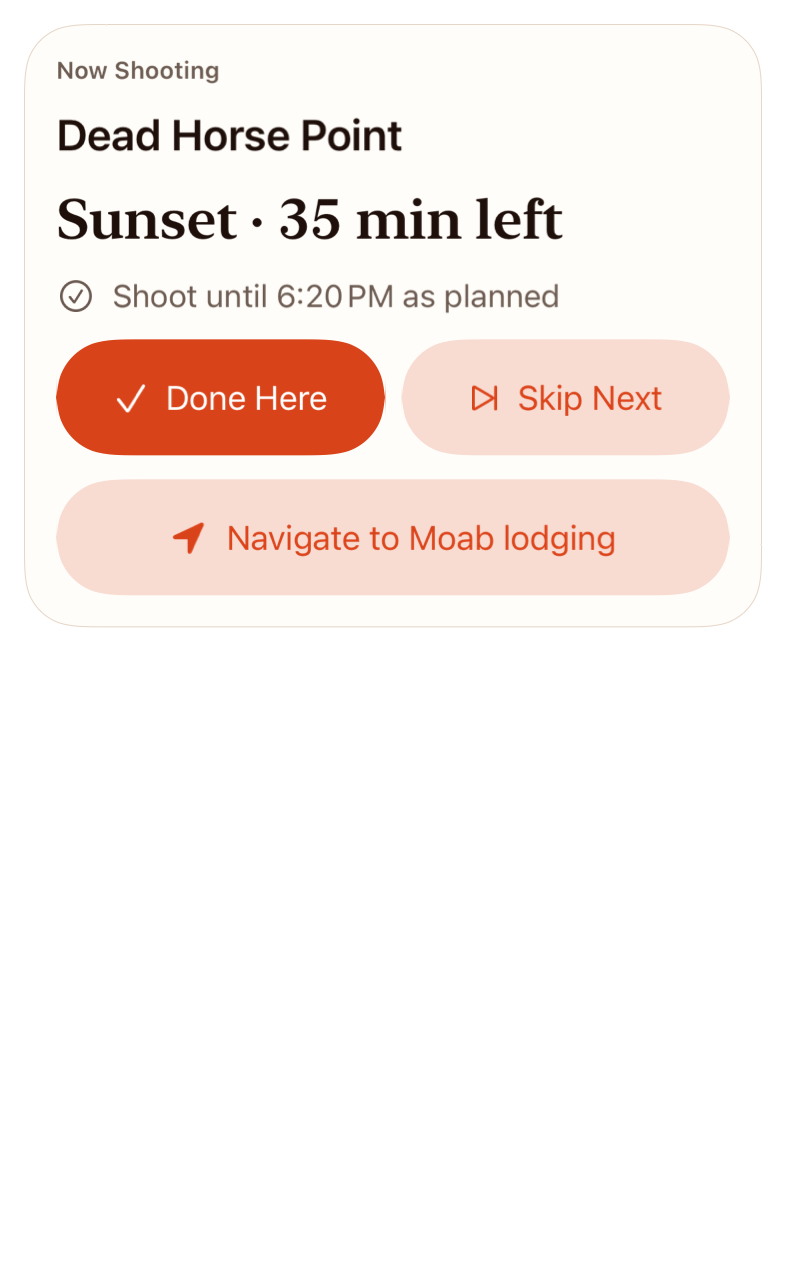 Now Shooting
Dead Horse Point
Sunset · 35 min left
Shoot until 6:20 PM as planned
Done Here
Skip Next
Navigate to Moab lodging